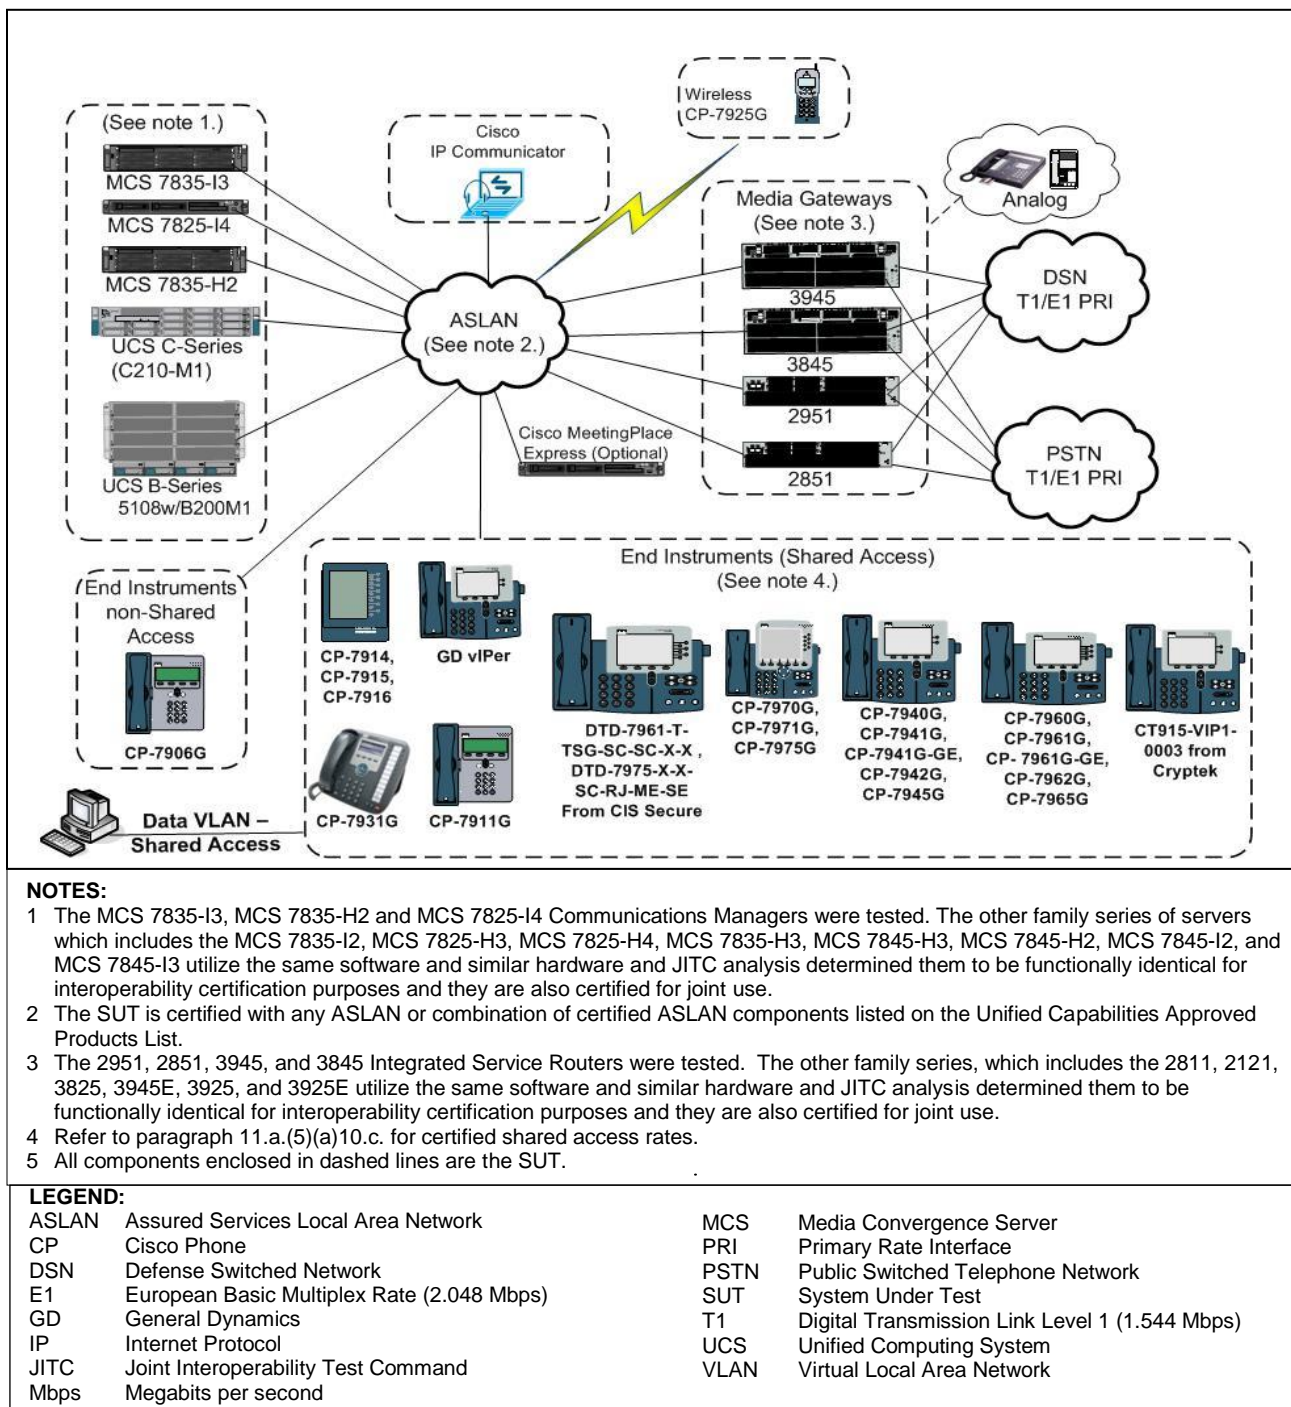 (See note 1.)
MCS 7835-I3
MCS 7825-I4
MCS 7835-H2
UCS C-Series
(C210-M1)
UCS B-Series
5108w/B200M1
Cisco
IP Communicator
Wireless
CP-7925G
ASLAN
(See note 2.)
Cisco MeetingPlace
Express (Optional)
Media Gateways
(See note 3.)
3945
3845
2951
2851
Analog
DSN
T1/E1 PRI
PSTN
T1/E1 PRI
End Instruments
non-Shared
Access
CP-7906G
Data VLAN –
Shared Access
End Instruments (Shared Access)
(See note 4.)
CP-7914,
CP-7915,
CP-7916
GD vIPer
CP-7931G
CP-7911G
DTD-7961-T-
TSG-SC-SC-X-X ,
DTD-7975-X-X-
SC-RJ-ME-SE
From CIS Secure
CP-7970G,
CP-7971G,
CP-7975G
CP-7940G,
CP-7941G,
CP-7941G-GE,
CP-7942G,
CP-7945G
CP-7960G,
CP-7961G,
CP- 7961G-GE,
CP-7962G,
CP-7965G
CT915-VIP1-
0003 from
Cryptek
NOTES:
1 The MCS 7835-I3, MCS 7835-H2 and MCS 7825-I4 Communications Managers were tested. The other family series of servers
which includes the MCS 7835-I2, MCS 7825-H3, MCS 7825-H4, MCS 7835-H3, MCS 7845-H3, MCS 7845-H2, MCS 7845-I2, and
MCS 7845-I3 utilize the same software and similar hardware and JITC analysis determined them to be functionally identical for
interoperability certification purposes and they are also certified for joint use.
2 The SUT is certified with any ASLAN or combination of certified ASLAN components listed on the Unified Capabilities Approved
Products List.
3 The 2951, 2851, 3945, and 3845 Integrated Service Routers were tested. The other family series, which includes the 2811, 2121,
3825, 3945E, 3925, and 3925E utilize the same software and similar hardware and JITC analysis determined them to be
functionally identical for interoperability certification purposes and they are also certified for joint use.
4 Refer to paragraph 11.a.(5)(a)10.c. for certified shared access rates.
5 All components enclosed in dashed lines are the SUT.
.
LEGEND:
ASLAN Assured Services Local Area Network
CP Cisco Phone
DSN Defense Switched Network
E1 European Basic Multiplex Rate (2.048 Mbps)
GD General Dynamics
IP Internet Protocol
JITC Joint Interoperability Test Command
Mbps Megabits per second
MCS Media Convergence Server
PRI Primary Rate Interface
PSTN Public Switched Telephone Network
SUT System Under Test
T1 Digital Transmission Link Level 1 (1.544 Mbps)
UCS Unified Computing System
VLAN Virtual Local Area Network